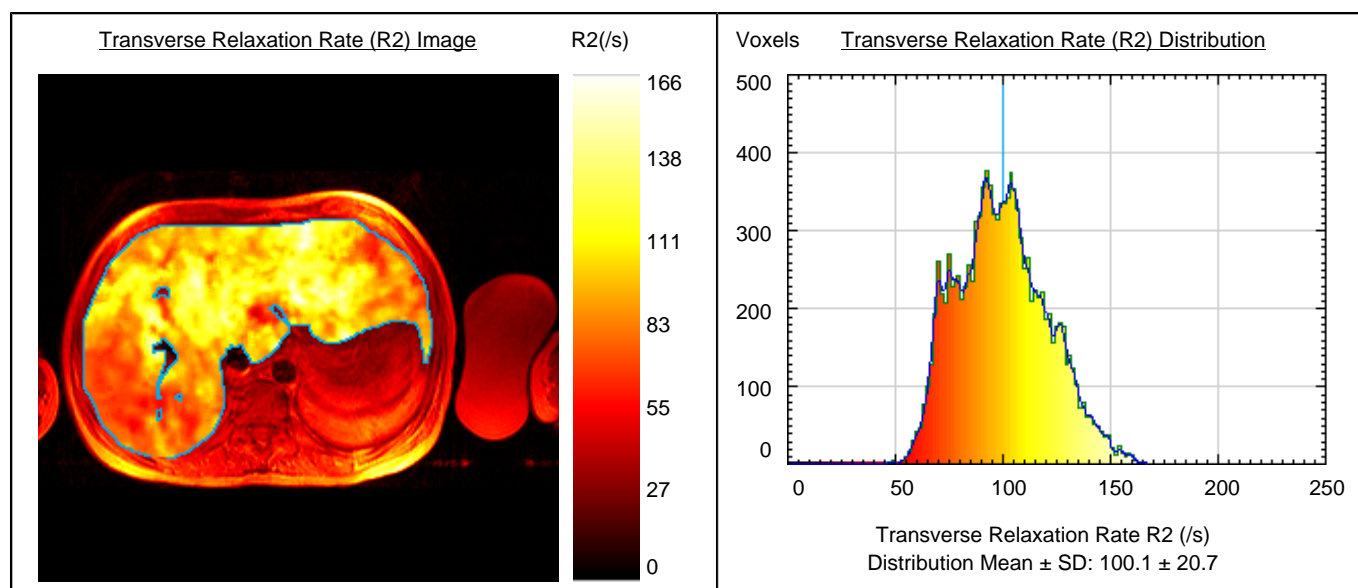 Transverse Relaxation Rate (R2) Image
R2(/s)
166
138
111
83
55
27
0
Voxels
Transverse Relaxation Rate (R2) Distribution
500
400
300
200
100
0
0 50 100 150 200 250
Transverse Relaxation Rate R2 (/s)
Distribution Mean ± SD: 100.1 ± 20.7